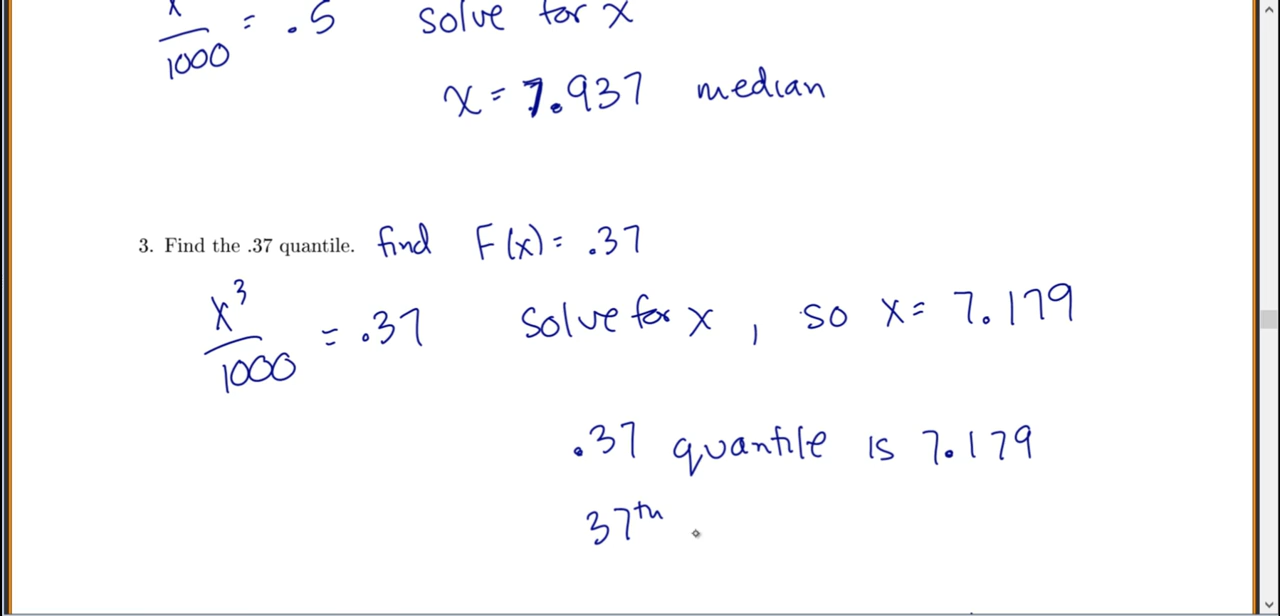 x/1000 = .5 solve for x
x = 7.937 median
3. Find the .37 quantile. find F(x) = .37
x³/1000 = .37 Solve for x, so x = 7.179
.37 quantile is 7.179
37th